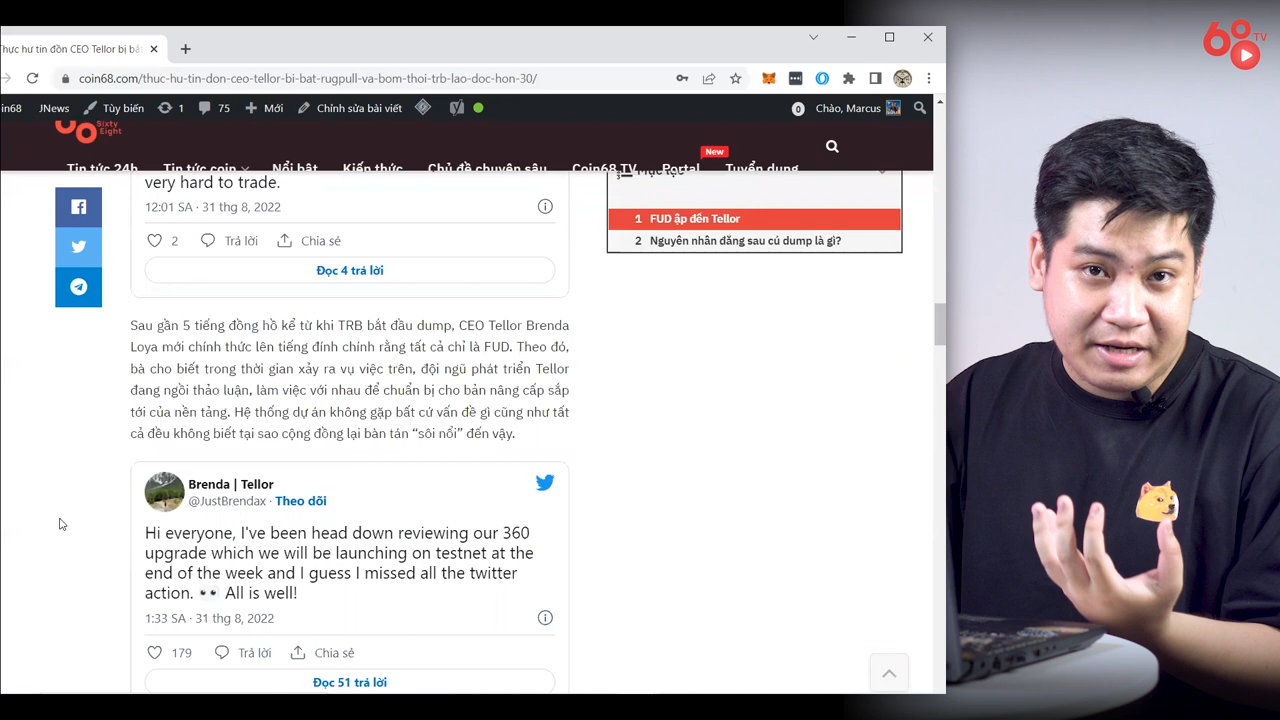 Thực hư tin đồn CEO Tellor bị bắ
coin68.com/thuc-hu-tin-don-ceo-tellor-bi-bat-rugpull-va-bom-thoi-trb-lao-doc-hon-30/
in68 JNews Tùy biến 1 75 Mới Chỉnh sửa bài viết 0 Chào, Marcus
Sixty
Eight
New
Tin tức 24h Tin tức coin Nổi bật Kiến thức Chủ đề chuyên sâu Coin68 TV Portal Tuyển dụng
very hard to trade.
12:01 SA · 31 thg 8, 2022
2 Trả lời Chia sẻ
Đọc 4 trả lời
Mục lục
1 FUD ập đến Tellor
2 Nguyên nhân đằng sau cú dump là gì?
Sau gần 5 tiếng đồng hồ kể từ khi TRB bắt đầu dump, CEO Tellor Brenda
Loya mới chính thức lên tiếng đính chính rằng tất cả chỉ là FUD. Theo đó,
bà cho biết trong thời gian xảy ra vụ việc trên, đội ngũ phát triển Tellor
đang ngồi thảo luận, làm việc với nhau để chuẩn bị cho bản nâng cấp sắp
tới của nền tảng. Hệ thống dự án không gặp bất cứ vấn đề gì cũng như tất
cả đều không biết tại sao cộng đồng lại bàn tán “sôi nổi” đến vậy.
Brenda | Tellor
@JustBrendax · Theo dõi
Hi everyone, I've been head down reviewing our 360
upgrade which we will be launching on testnet at the
end of the week and I guess I missed all the twitter
action. 👀 All is well!
1:33 SA · 31 thg 8, 2022
179 Trả lời Chia sẻ
Đọc 51 trả lời
68 TV